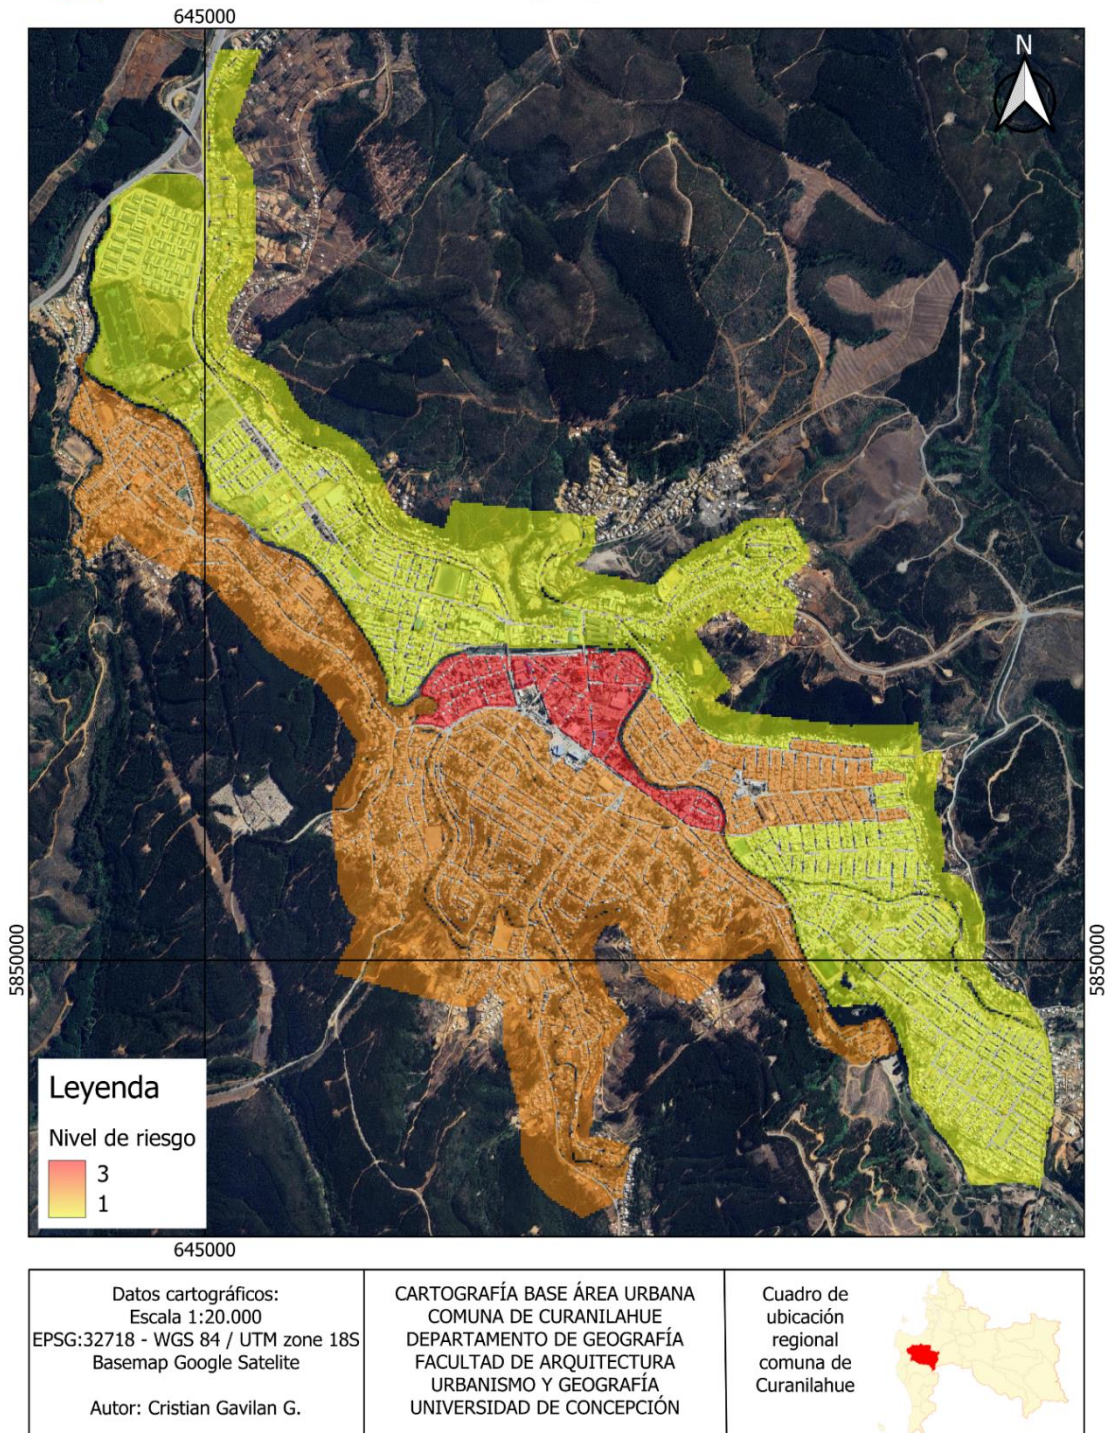 645000
N
5850000
5850000
Leyenda
Nivel de riesgo
3
1
645000
Datos cartográficos:
Escala 1:20.000
EPSG:32718 - WGS 84 / UTM zone 18S
Basemap Google Satelite
Autor: Cristian Gavilan G.
CARTOGRAFÍA BASE ÁREA URBANA
COMUNA DE CURANILAHUE
DEPARTAMENTO DE GEOGRAFÍA
FACULTAD DE ARQUITECTURA
URBANISMO Y GEOGRAFÍA
UNIVERSIDAD DE CONCEPCIÓN
Cuadro de
ubicación
regional
comuna de
Curanilahue